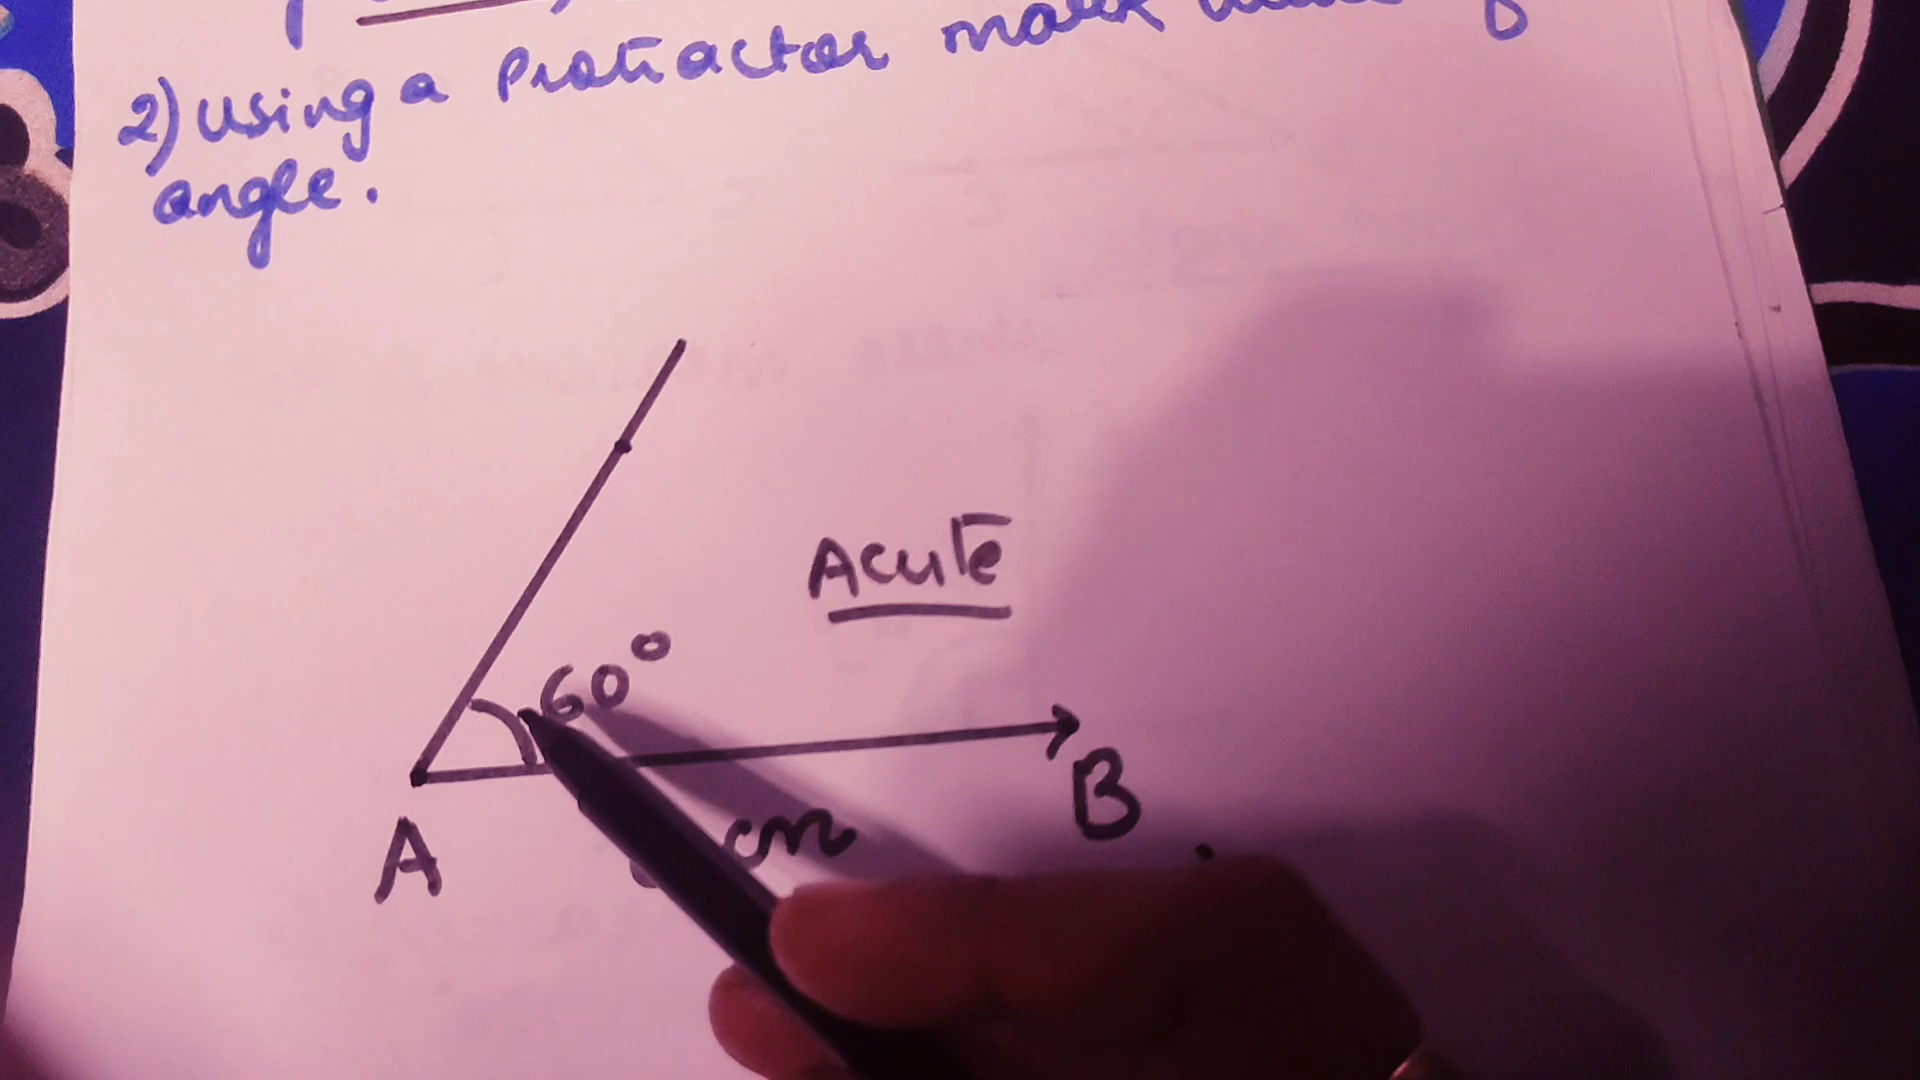 2) using a Protractor mark
angle.
Acute
60°
B
cm
A